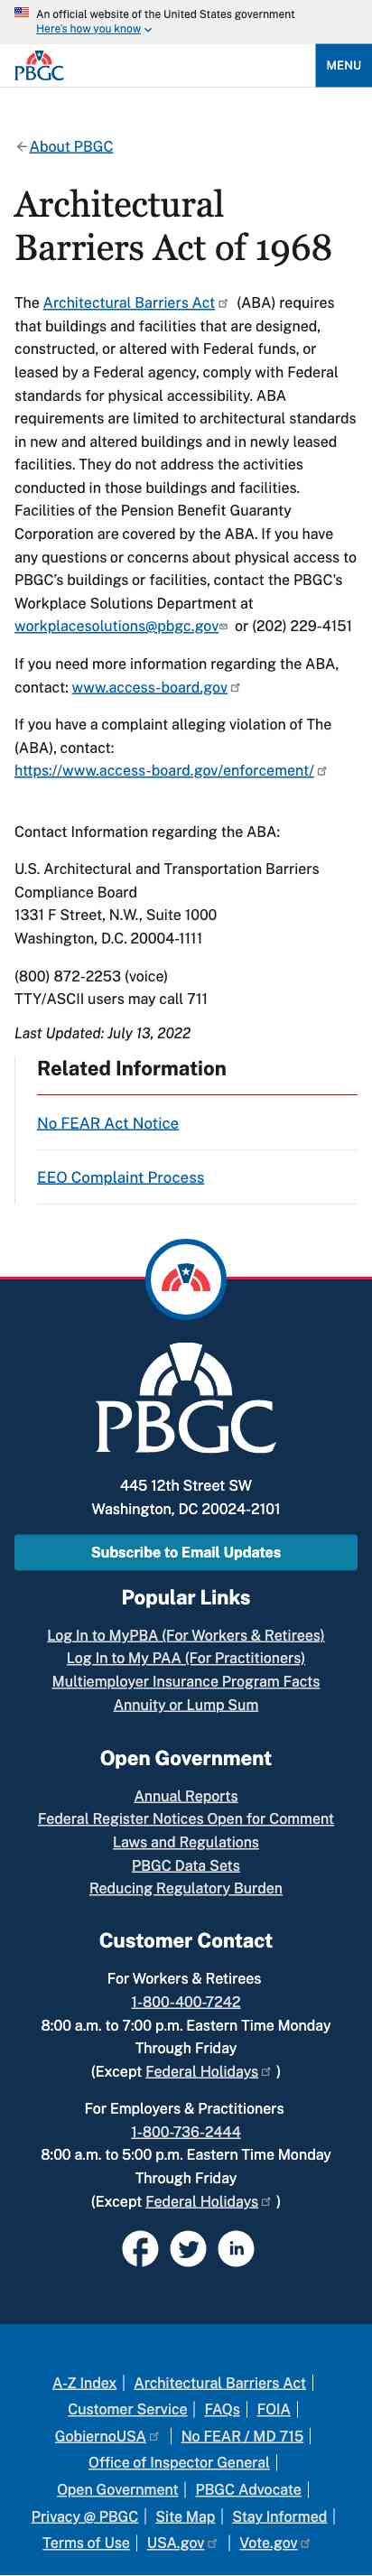 An official website of the United States government
Here's how you know
PBGC
MENU
About PBGC
Architectural
Barriers Act of 1968
The Architectural Barriers Act (ABA) requires
that buildings and facilities that are designed,
constructed, or altered with Federal funds, or
leased by a Federal agency, comply with Federal
standards for physical accessibility. ABA
requirements are limited to architectural standards
in new and altered buildings and in newly leased
facilities. They do not address the activities
conducted in those buildings and facilities.
Facilities of the Pension Benefit Guaranty
Corporation are covered by the ABA. If you have
any questions or concerns about physical access to
PBGC’s buildings or facilities, contact the PBGC's
Workplace Solutions Department at
workplacesolutions@pbgc.gov or (202) 229-4151
If you need more information regarding the ABA,
contact: www.access-board.gov
If you have a complaint alleging violation of The
(ABA), contact:
https://www.access-board.gov/enforcement/
Contact Information regarding the ABA:
U.S. Architectural and Transportation Barriers
Compliance Board
1331 F Street, N.W., Suite 1000
Washington, D.C. 20004-1111
(800) 872-2253 (voice)
TTY/ASCII users may call 711
Last Updated: July 13, 2022
Related Information
No FEAR Act Notice
EEO Complaint Process
PBGC
445 12th Street SW
Washington, DC 20024-2101
Subscribe to Email Updates
Popular Links
Log In to MyPBA (For Workers & Retirees)
Log In to My PAA (For Practitioners)
Multiemployer Insurance Program Facts
Annuity or Lump Sum
Open Government
Annual Reports
Federal Register Notices Open for Comment
Laws and Regulations
PBGC Data Sets
Reducing Regulatory Burden
Customer Contact
For Workers & Retirees
1-800-400-7242
8:00 a.m. to 7:00 p.m. Eastern Time Monday
Through Friday
(Except Federal Holidays )
For Employers & Practitioners
1-800-736-2444
8:00 a.m. to 5:00 p.m. Eastern Time Monday
Through Friday
(Except Federal Holidays )
A-Z Index | Architectural Barriers Act |
Customer Service | FAQs | FOIA |
GobiernoUSA | No FEAR / MD 715 |
Office of Inspector General |
Open Government | PBGC Advocate |
Privacy @ PBGC | Site Map | Stay Informed |
Terms of Use | USA.gov | Vote.gov